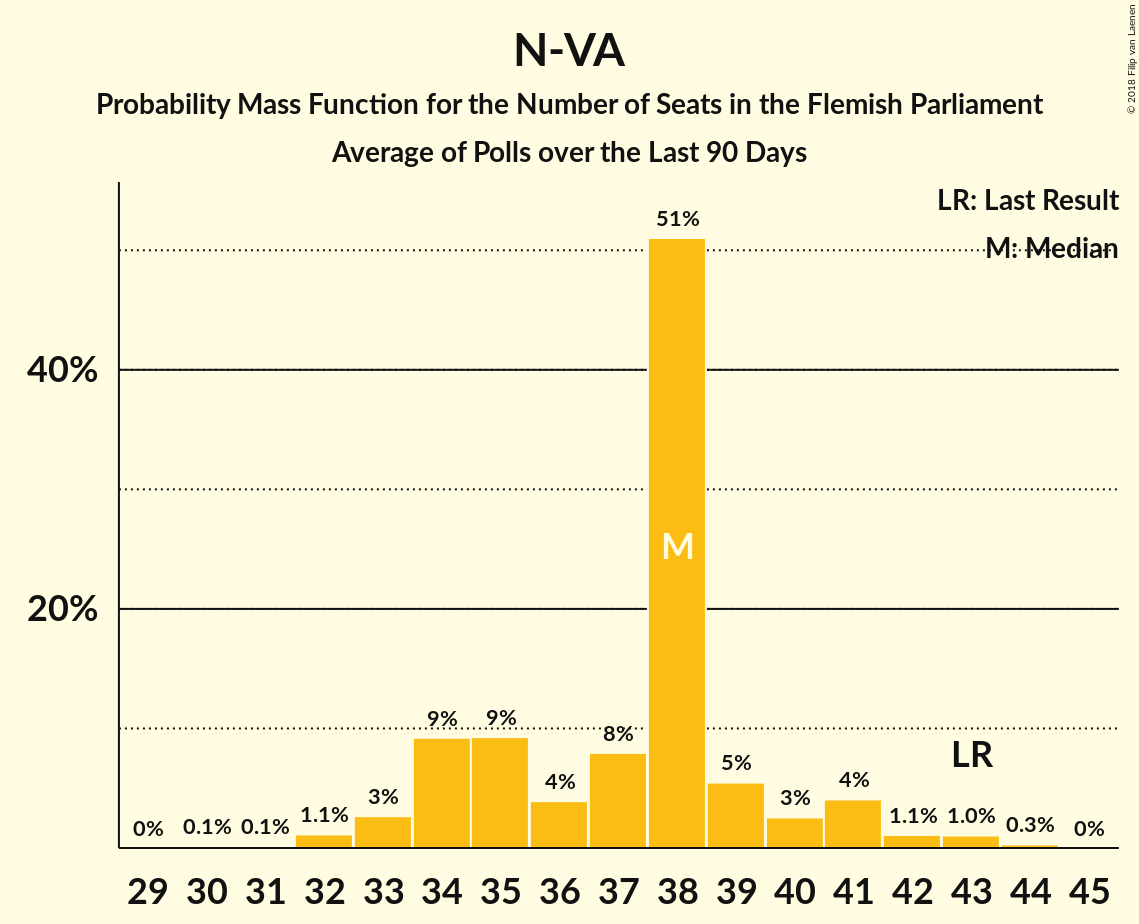 N-VA
Probability Mass Function for the Number of Seats in the Flemish Parliament
Average of Polls over the Last 90 Days
© 2018 Filip van Laenen
LR: Last Result
M: Median
51%
40%
M
20%
9%
9%
8%
LR
5%
4%
4%
3%
3%
1.1%
1.1%
1.0%
0.3%
0%
0.1%
0.1%
0%
29 30 31 32 33 34 35 36 37 38 39 40 41 42 43 44 45